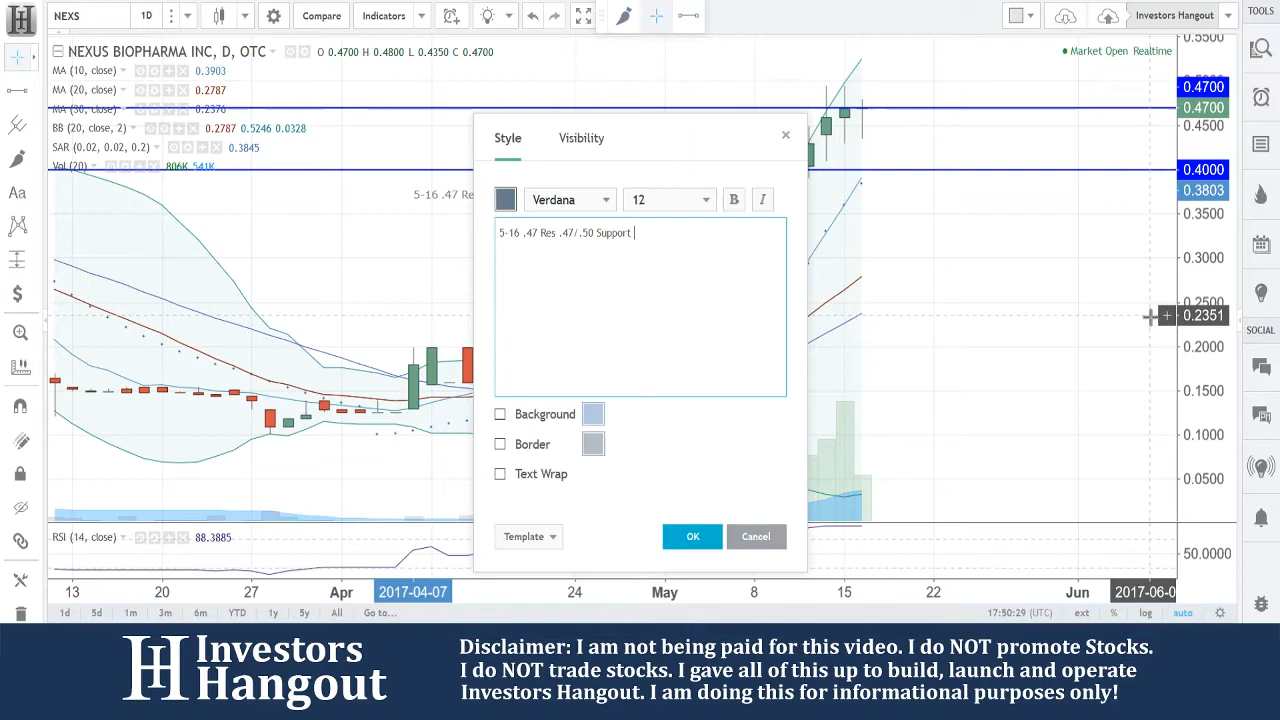 NEXS 1D Compare Indicators Investors Hangout TOOLS
NEXUS BIOPHARMA INC, D, OTC O 0.4700 H 0.4800 L 0.4350 C 0.4700
Market Open Realtime
MA (10, close) 0.3903
MA (20, close) 0.2787
MA (30, close) 0.2376
BB (20, close, 2) 0.2787 0.5246 0.0328
SAR (0.02, 0.02, 0.2) 0.3845
Vol (20) 806K 541K
5-16 .47 Res
Style Visibility
Verdana 12 B I
5-16 .47 Res .47/.50 Support
Background
Border
Text Wrap
Template OK Cancel
0.5500
0.4700
0.4700
0.4500
0.4000
0.3803
0.3500
0.3000
0.2500
0.2351
0.2000
0.1500
0.1000
0.0500
Aa
$
SOCIAL
RSI (14, close) 88.3885
50.0000
13 20 27 Apr 2017-04-07 24 May 8 15 22 Jun 2017-06-0
1d 5d 1m 3m 6m YTD 1y 5y All Go to... 17:50:29 (UTC) ext % log auto
Investors
Hangout
Disclaimer: I am not being paid for this video. I do NOT promote Stocks.
I do NOT trade stocks. I gave all of this up to build, launch and operate
Investors Hangout. I am doing this for informational purposes only!